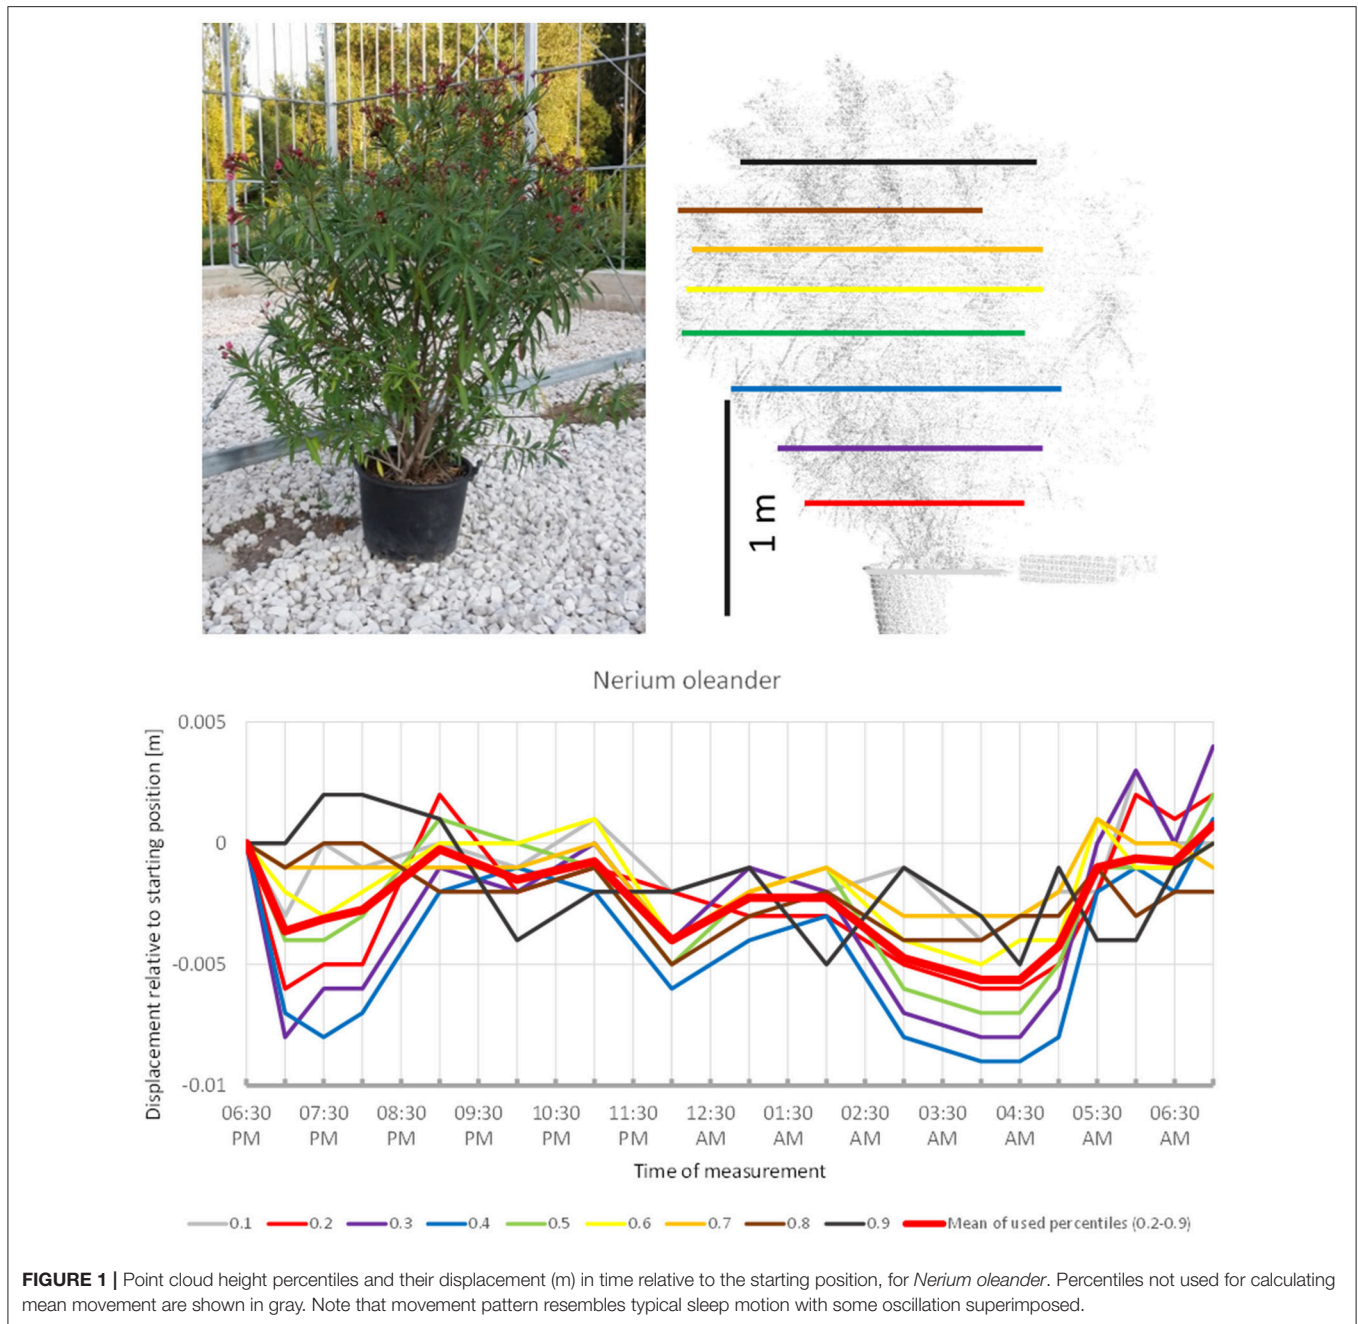 1 m
Nerium oleander
Displacement relative to starting position [m]
0.005
0
-0.005
-0.01
06:30 PM
07:30 PM
08:30 PM
09:30 PM
10:30 PM
11:30 PM
12:30 AM
01:30 AM
02:30 AM
03:30 AM
04:30 AM
05:30 AM
06:30 AM
Time of measurement
0.1 0.2 0.3 0.4 0.5 0.6 0.7 0.8 0.9 Mean of used percentiles (0.2-0.9)
FIGURE 1 | Point cloud height percentiles and their displacement (m) in time relative to the starting position, for Nerium oleander. Percentiles not used for calculating
mean movement are shown in gray. Note that movement pattern resembles typical sleep motion with some oscillation superimposed.